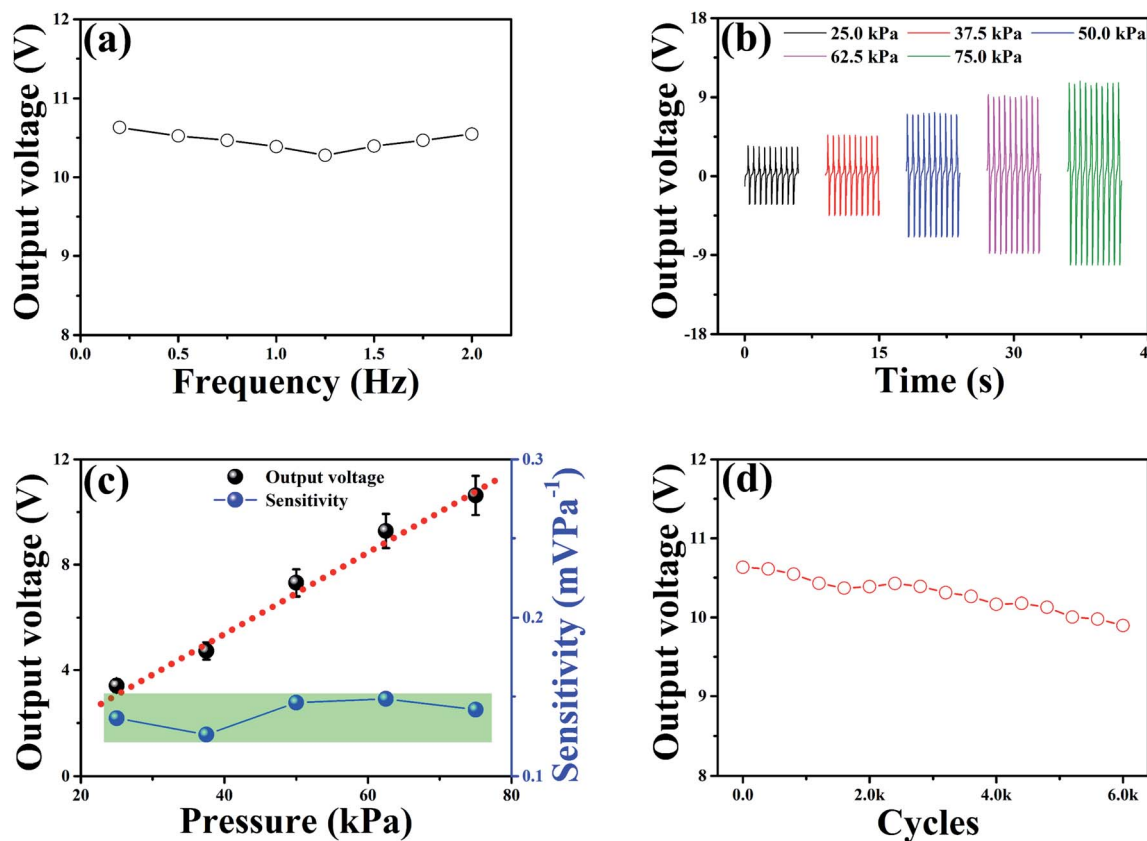 (a)
Output voltage (V)
12
11
10
9
8
0.0 0.5 1.0 1.5 2.0
Frequency (Hz)
(b)
25.0 kPa 37.5 kPa 50.0 kPa
62.5 kPa 75.0 kPa
Output voltage (V)
18
9
0
-9
-18
0 15 30 4
Time (s)
(c)
Output voltage
Sensitivity
Output voltage (V)
12
8
4
0
20 40 60 80
Pressure (kPa)
0.3
0.2
0.1
Sensitivity (mVPa⁻¹)
(d)
Output voltage (V)
12
11
10
9
8
0.0 2.0k 4.0k 6.0k
Cycles